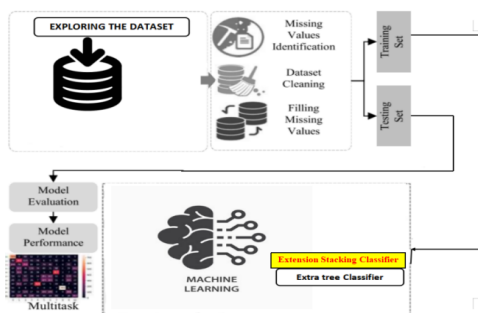 EXPLORING THE DATASET
Missing
Values
Identification
Dataset
Cleaning
Filling
Missing
Values
Training
Set
Testing
Set
Model
Evaluation
Model
Performance
Multitask
MACHINE
LEARNING
Extension Stacking Classifier
Extra tree Classifier